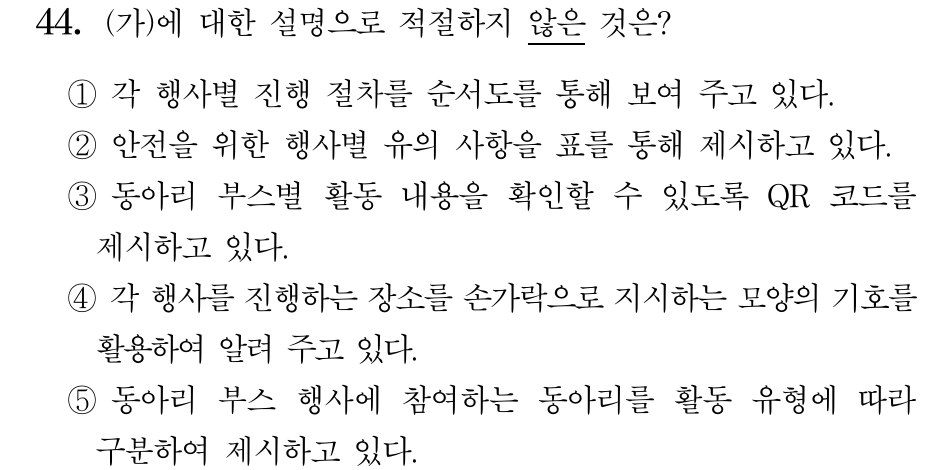 44. (가)에 대한 설명으로 적절하지 않은 것은?
① 각 행사별 진행 절차를 순서도를 통해 보여 주고 있다.
② 안전을 위한 행사별 유의 사항을 표를 통해 제시하고 있다.
③ 동아리 부스별 활동 내용을 확인할 수 있도록 QR 코드를
제시하고 있다.
④ 각 행사를 진행하는 장소를 손가락으로 지시하는 모양의 기호를
활용하여 알려 주고 있다.
⑤ 동아리 부스 행사에 참여하는 동아리를 활동 유형에 따라
구분하여 제시하고 있다.